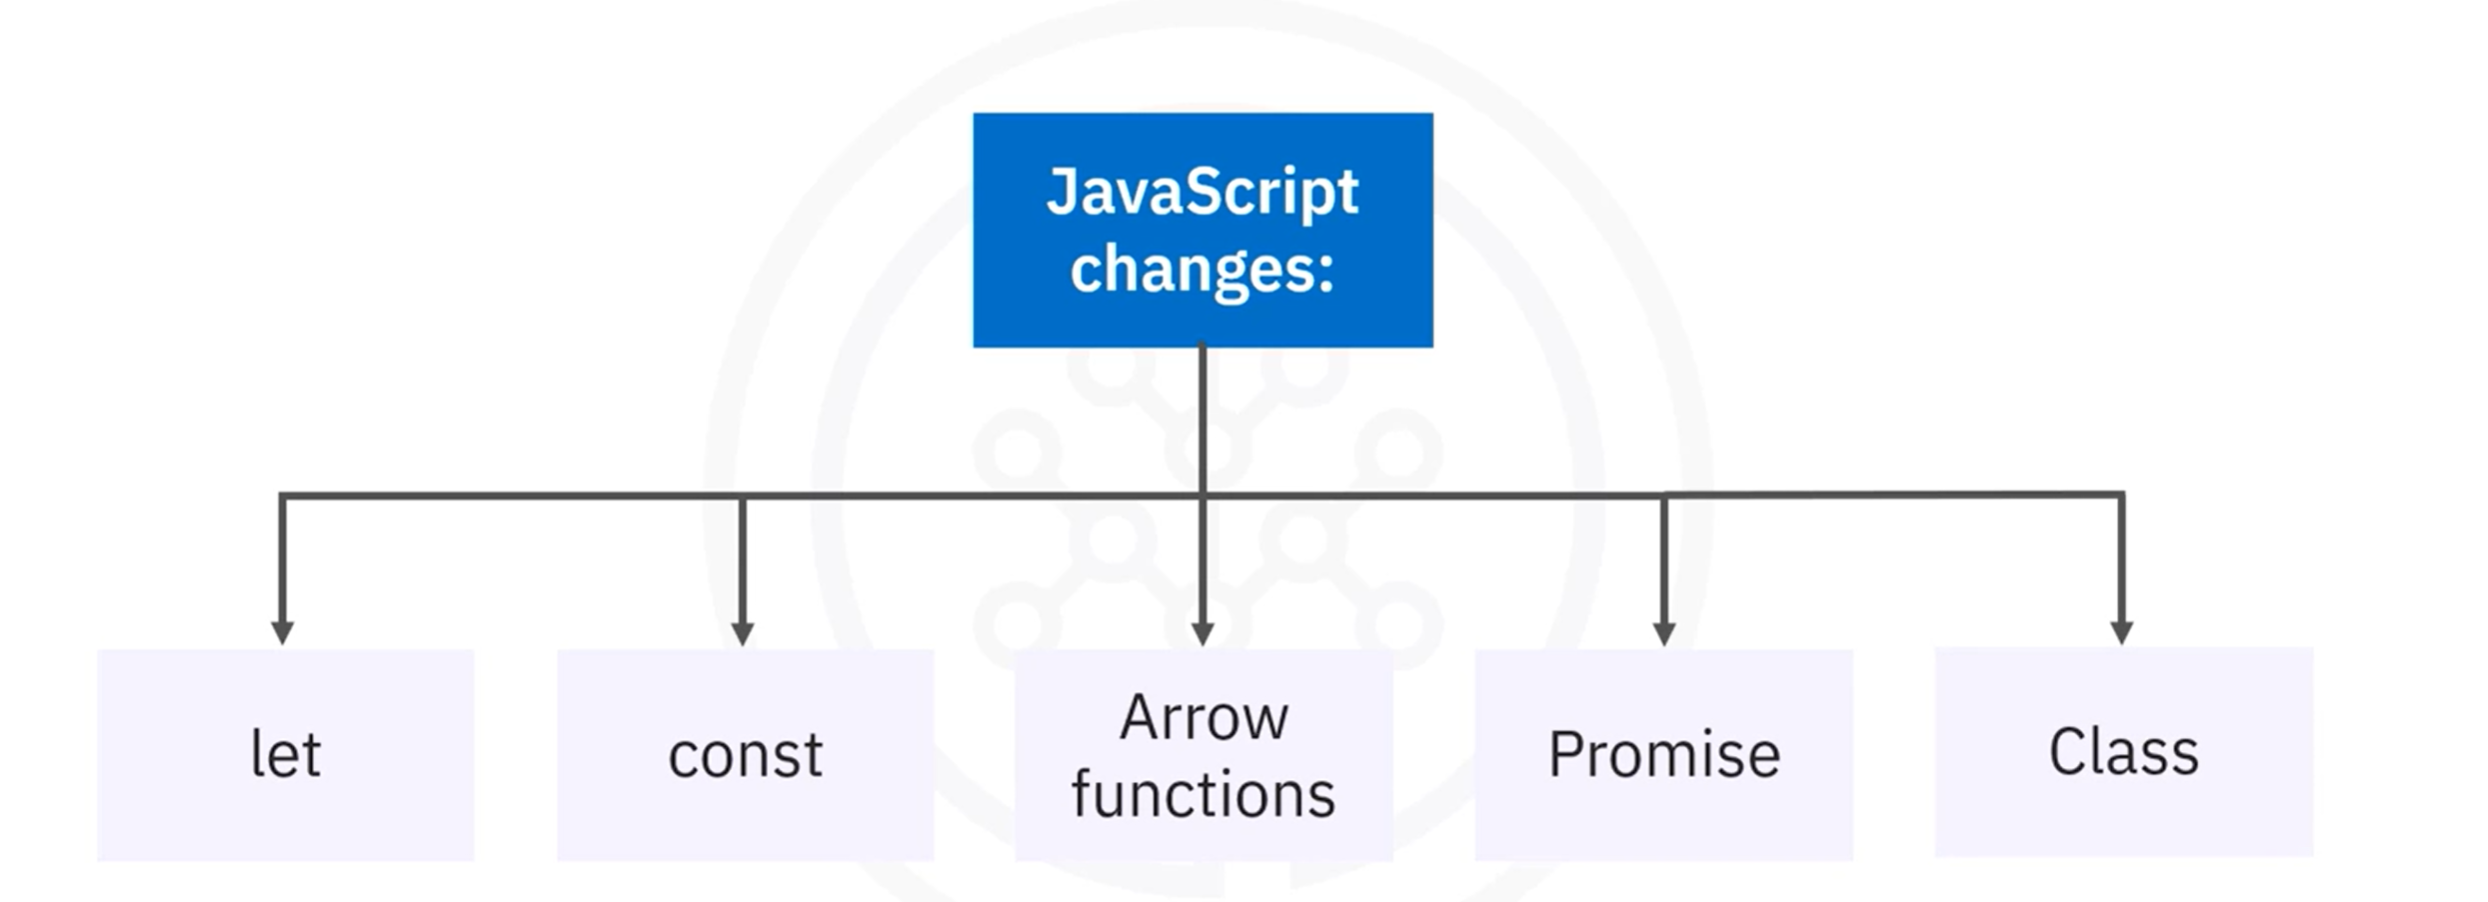 JavaScript
changes:
let
const
Arrow
functions
Promise
Class